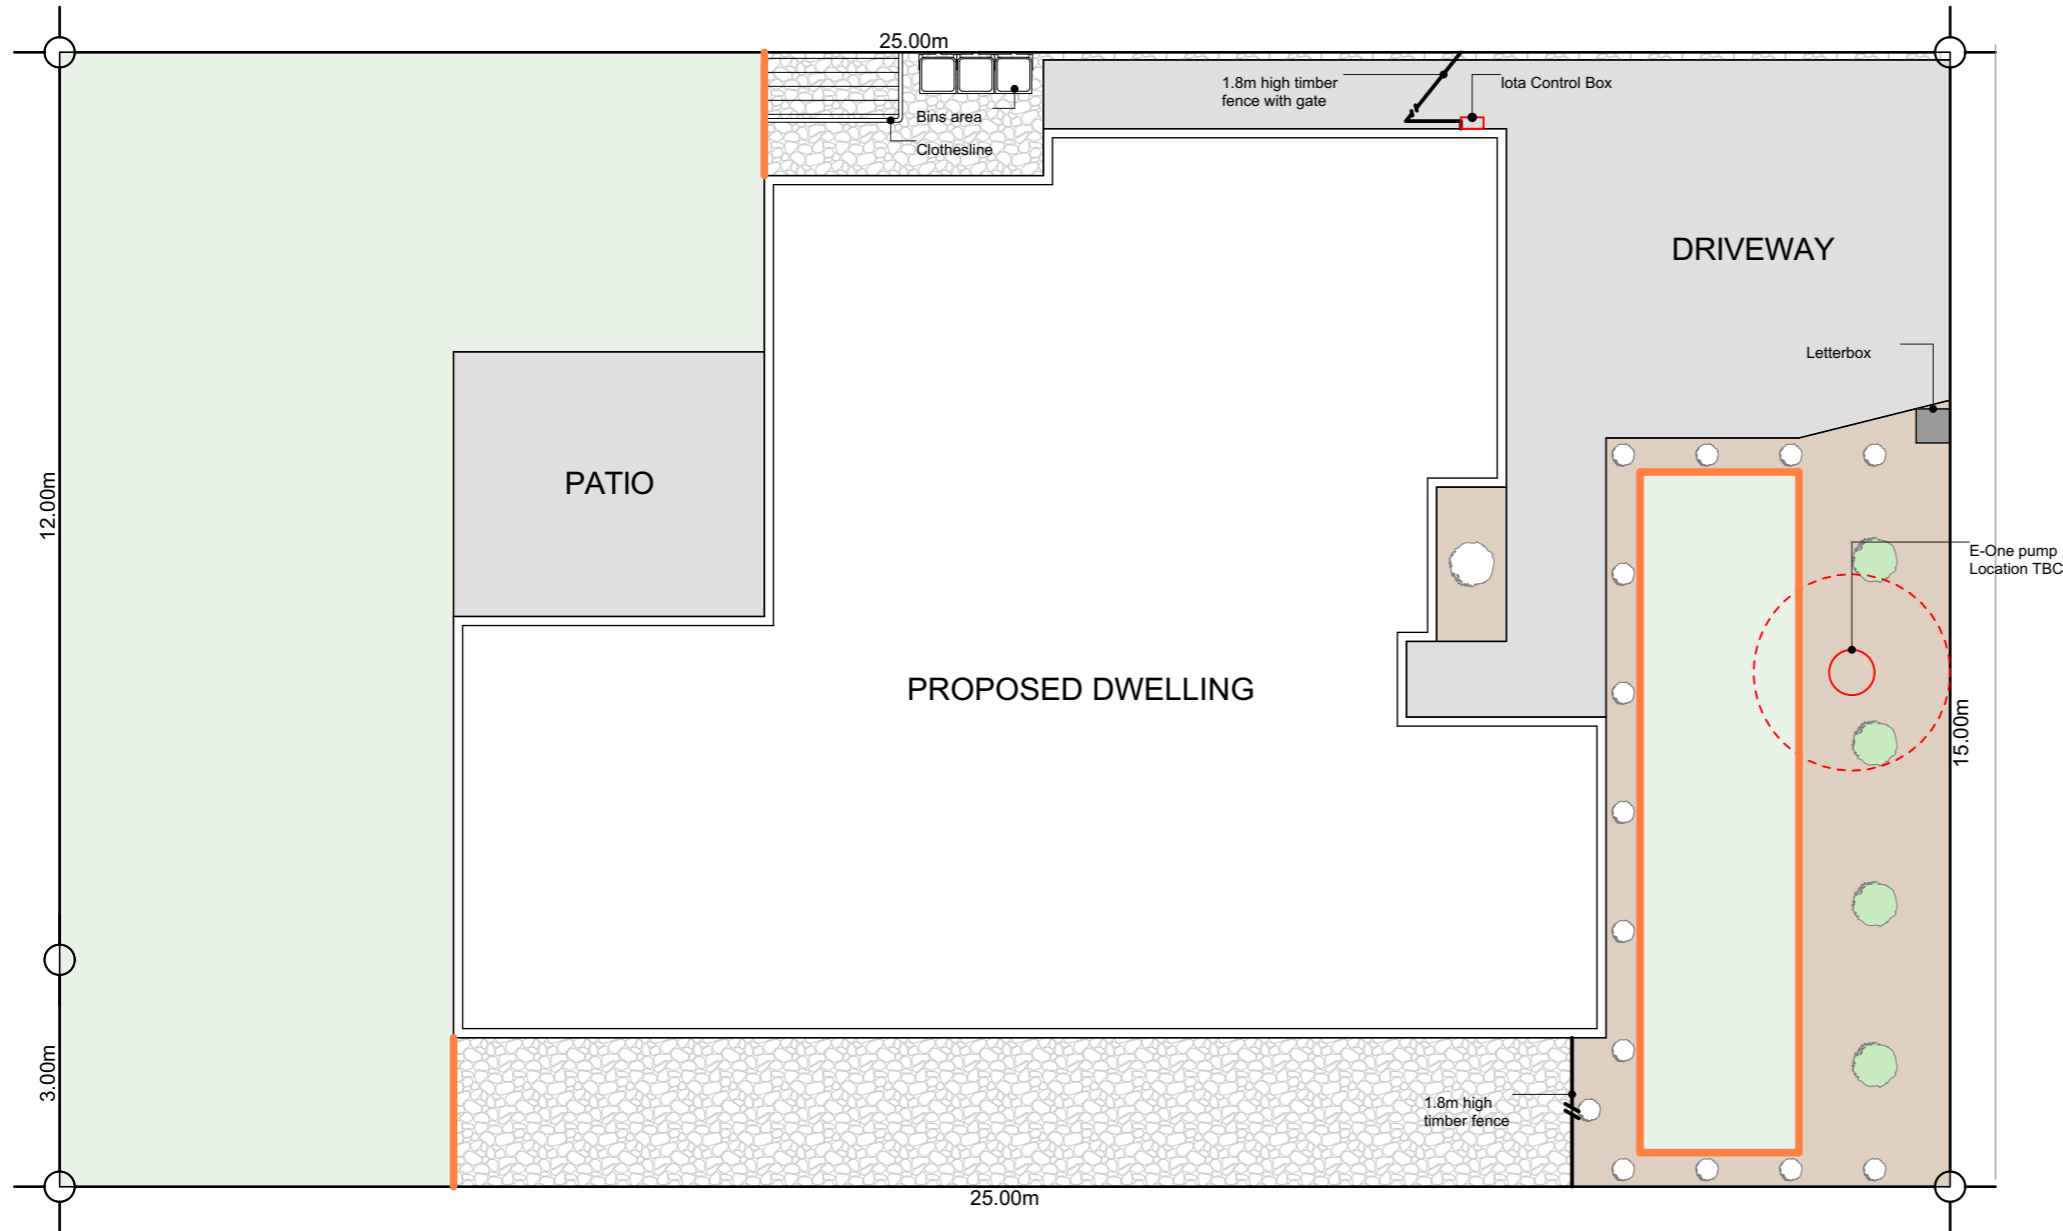 25.00m
1.8m high timber
fence with gate
Iota Control Box
Bins area
Clothesline
DRIVEWAY
Letterbox
PATIO
12.00m
E-One pump
Location TBC
PROPOSED DWELLING
15.00m
3.00m
1.8m high
timber fence
25.00m